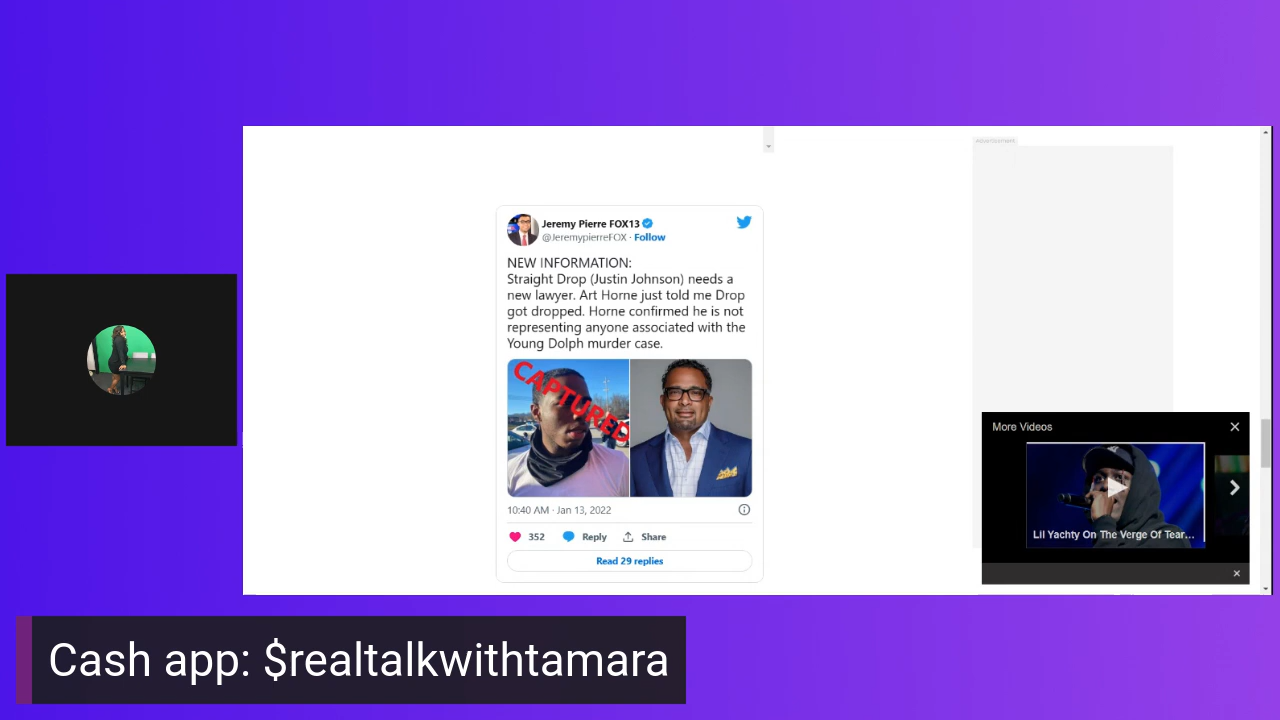 Advertisement
Jeremy Pierre FOX13
@JeremypierreFOX · Follow
NEW INFORMATION:
Straight Drop (Justin Johnson) needs a
new lawyer. Art Horne just told me Drop
got dropped. Horne confirmed he is not
representing anyone associated with the
Young Dolph murder case.
CAPTURED
10:40 AM · Jan 13, 2022
352 Reply Share
Read 29 replies
More Videos
Lil Yachty On The Verge Of Tear...
Cash app: $realtalkwithtamara